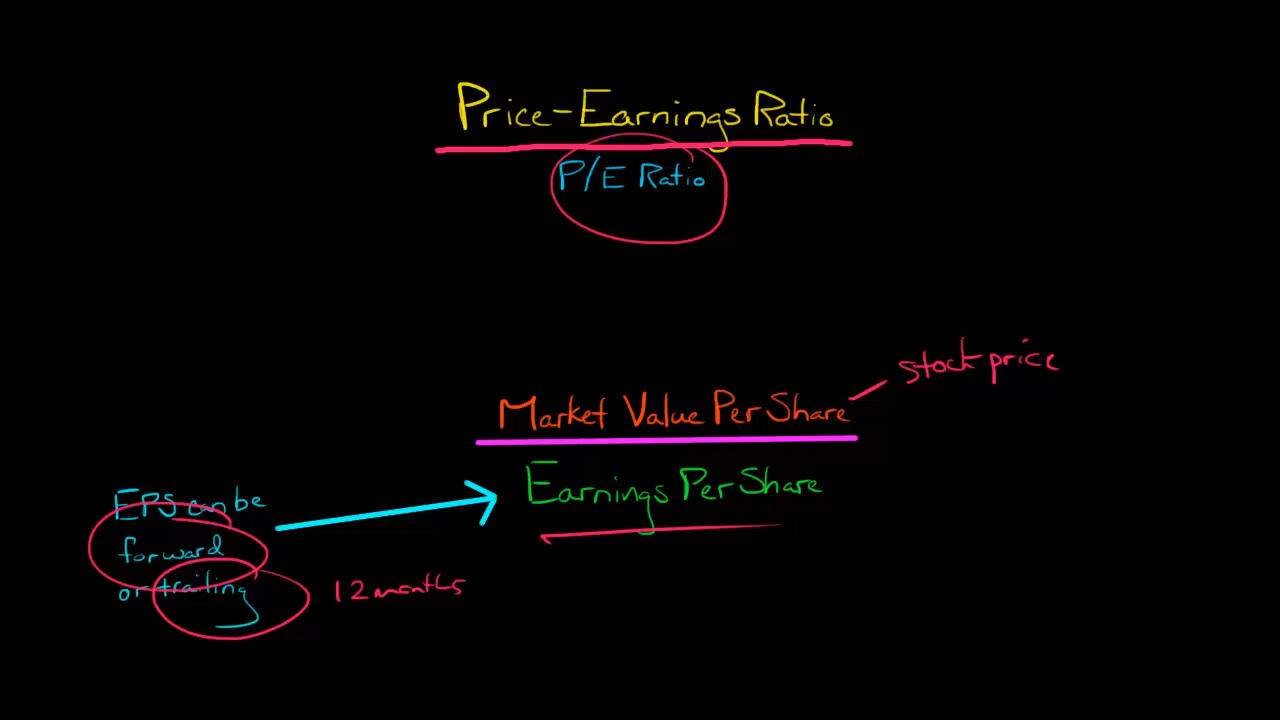 Price-Earnings Ratio
P/E Ratio
stock price
Market Value Per Share
Earnings Per Share
EPS can be
forward
or trailing
12 months